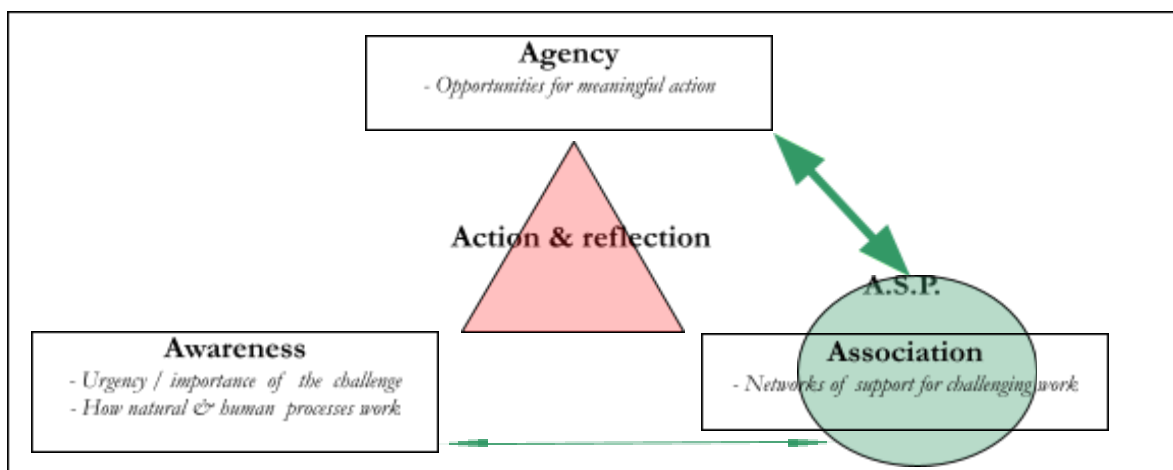 Agency
- Opportunities for meaningful action
Action & reflection
A.S.P.
Awareness
- Urgency / importance of the challenge
- How natural & human processes work
Association
- Networks of support for challenging work